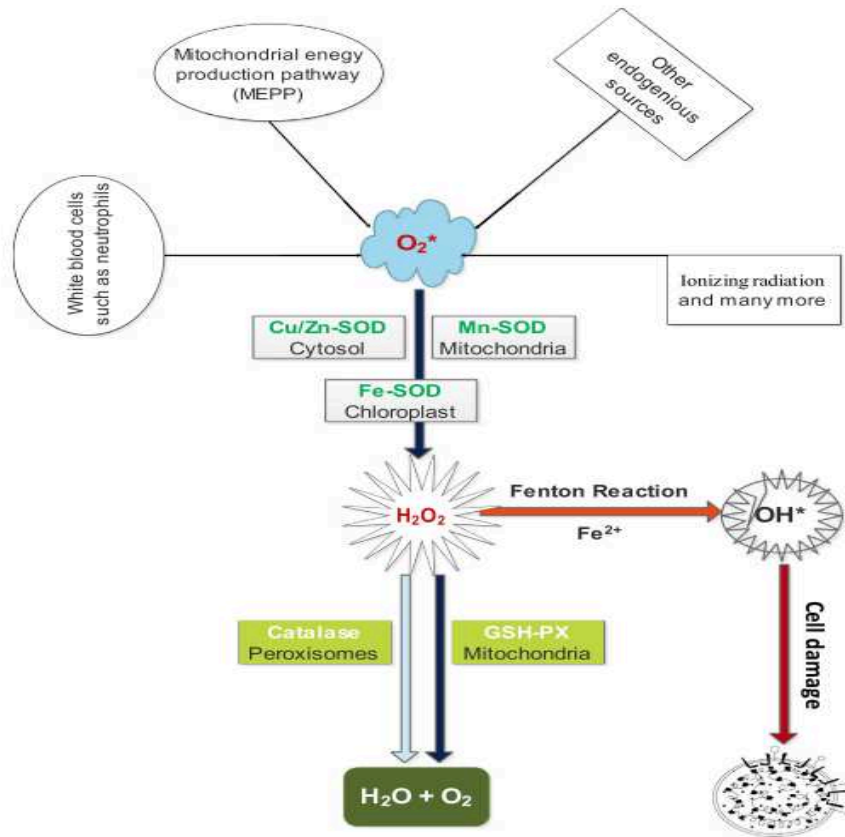 Mitochondrial enegy
production pathway
(MEPP)
Other
endogenious
sources
White blood cells
such as neutrophils
O₂*
Ionizing radiation
and many more
Cu/Zn-SOD
Cytosol
Mn-SOD
Mitochondria
Fe-SOD
Chloroplast
H₂O₂
Fenton Reaction
Fe²⁺
OH*
Catalase
Peroxisomes
GSH-PX
Mitochondria
Cell damage
H₂O + O₂